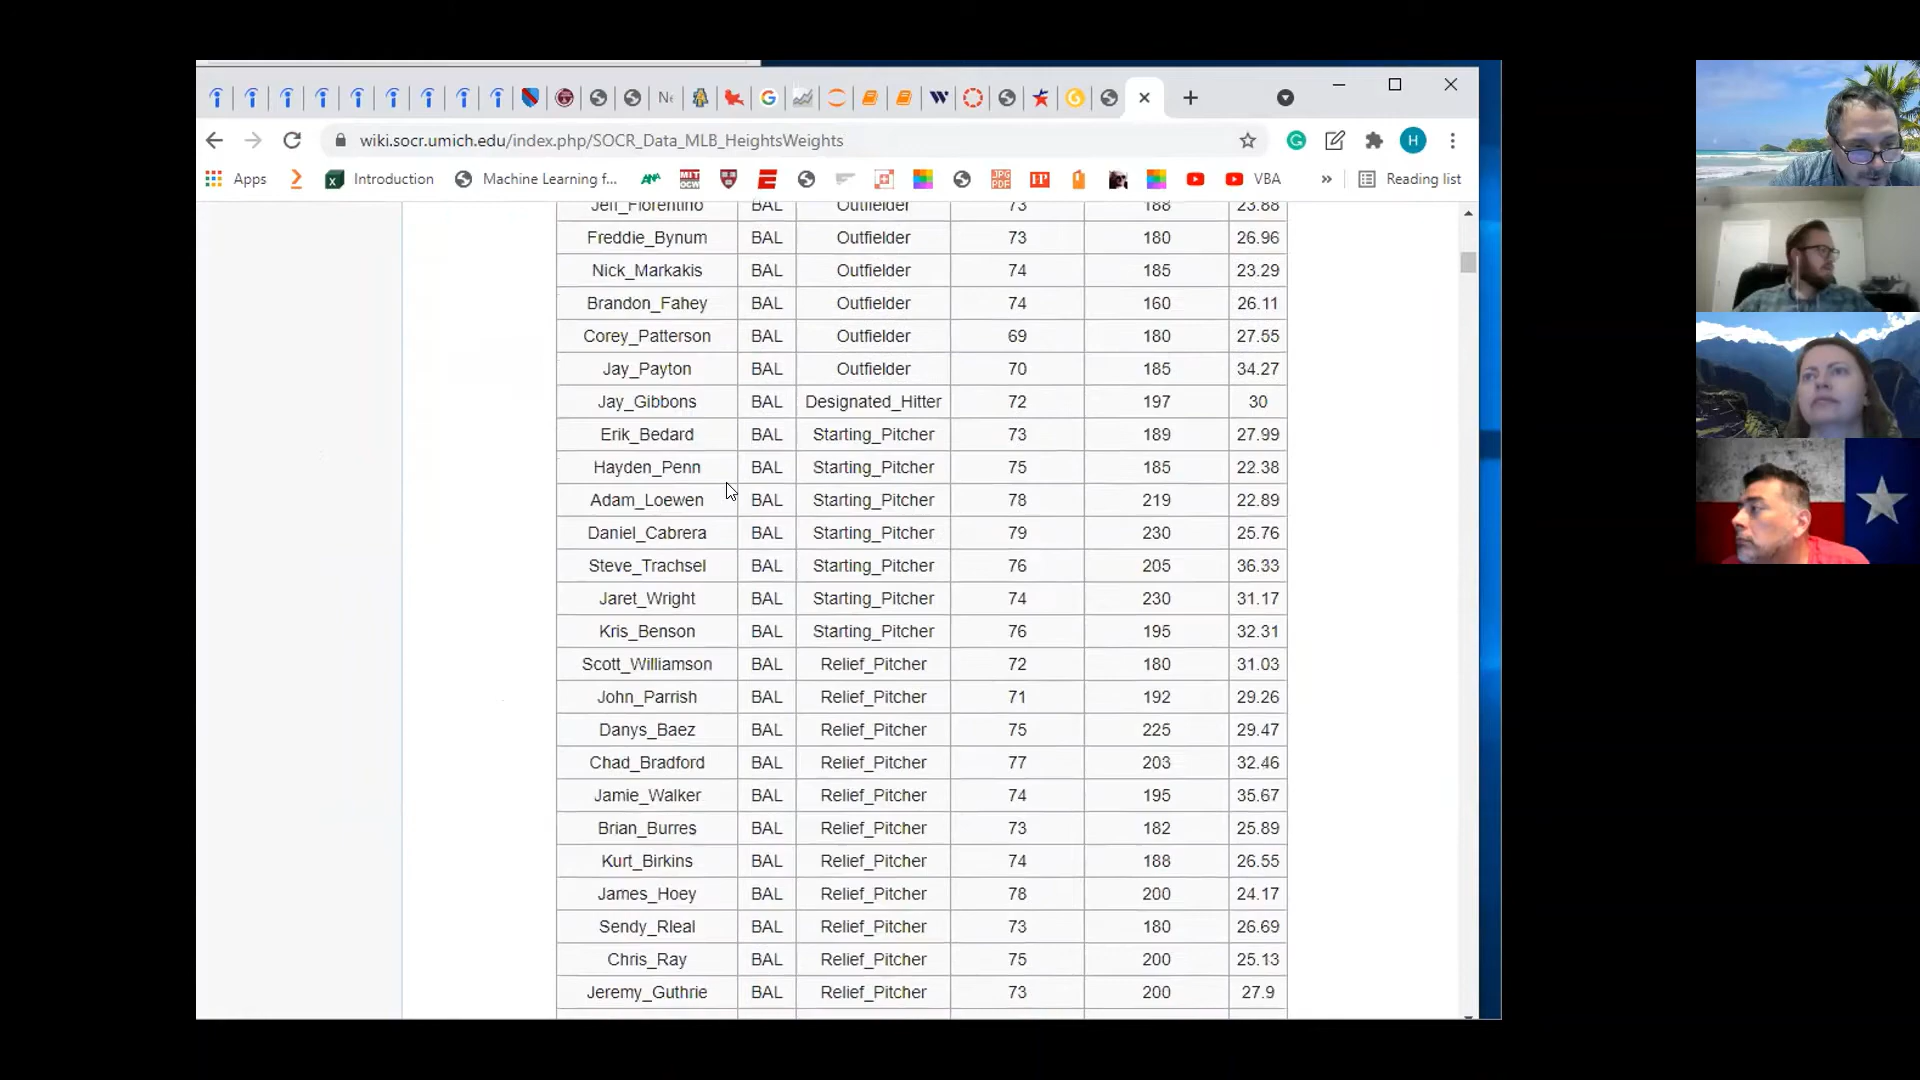 wiki.socr.umich.edu/index.php/SOCR_Data_MLB_HeightsWeights
Apps Introduction Machine Learning f... VBA » Reading list
Jeff_Fiorentino BAL Outfielder 73 188 23.88
Freddie_Bynum BAL Outfielder 73 180 26.96
Nick_Markakis BAL Outfielder 74 185 23.29
Brandon_Fahey BAL Outfielder 74 160 26.11
Corey_Patterson BAL Outfielder 69 180 27.55
Jay_Payton BAL Outfielder 70 185 34.27
Jay_Gibbons BAL Designated_Hitter 72 197 30
Erik_Bedard BAL Starting_Pitcher 73 189 27.99
Hayden_Penn BAL Starting_Pitcher 75 185 22.38
Adam_Loewen BAL Starting_Pitcher 78 219 22.89
Daniel_Cabrera BAL Starting_Pitcher 79 230 25.76
Steve_Trachsel BAL Starting_Pitcher 76 205 36.33
Jaret_Wright BAL Starting_Pitcher 74 230 31.17
Kris_Benson BAL Starting_Pitcher 76 195 32.31
Scott_Williamson BAL Relief_Pitcher 72 180 31.03
John_Parrish BAL Relief_Pitcher 71 192 29.26
Danys_Baez BAL Relief_Pitcher 75 225 29.47
Chad_Bradford BAL Relief_Pitcher 77 203 32.46
Jamie_Walker BAL Relief_Pitcher 74 195 35.67
Brian_Burres BAL Relief_Pitcher 73 182 25.89
Kurt_Birkins BAL Relief_Pitcher 74 188 26.55
James_Hoey BAL Relief_Pitcher 78 200 24.17
Sendy_Rleal BAL Relief_Pitcher 73 180 26.69
Chris_Ray BAL Relief_Pitcher 75 200 25.13
Jeremy_Guthrie BAL Relief_Pitcher 73 200 27.9